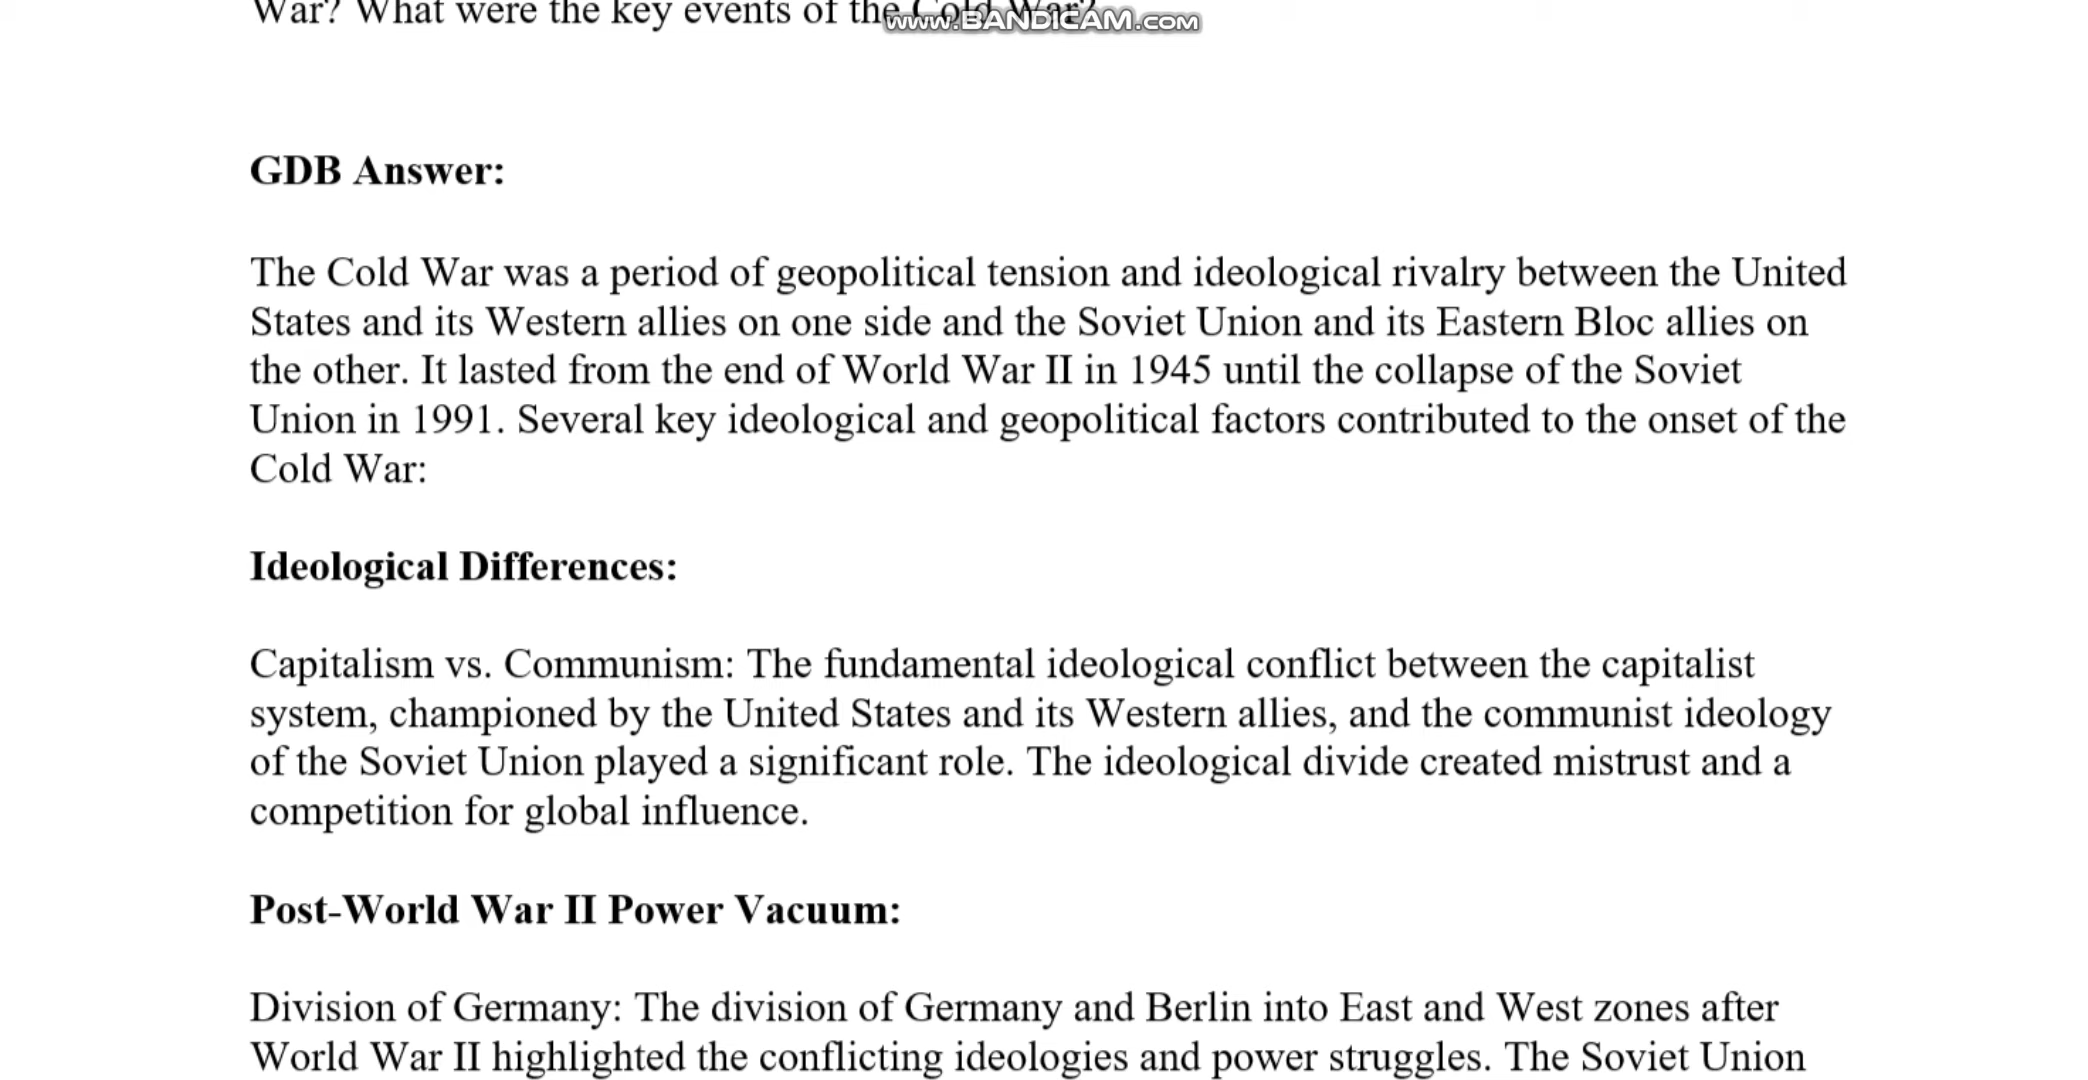 War? What were the key events of the Cold War?
www.BANDICAM.com
GDB Answer:
The Cold War was a period of geopolitical tension and ideological rivalry between the United
States and its Western allies on one side and the Soviet Union and its Eastern Bloc allies on
the other. It lasted from the end of World War II in 1945 until the collapse of the Soviet
Union in 1991. Several key ideological and geopolitical factors contributed to the onset of the
Cold War:
Ideological Differences:
Capitalism vs. Communism: The fundamental ideological conflict between the capitalist
system, championed by the United States and its Western allies, and the communist ideology
of the Soviet Union played a significant role. The ideological divide created mistrust and a
competition for global influence.
Post-World War II Power Vacuum:
Division of Germany: The division of Germany and Berlin into East and West zones after
World War II highlighted the conflicting ideologies and power struggles. The Soviet Union